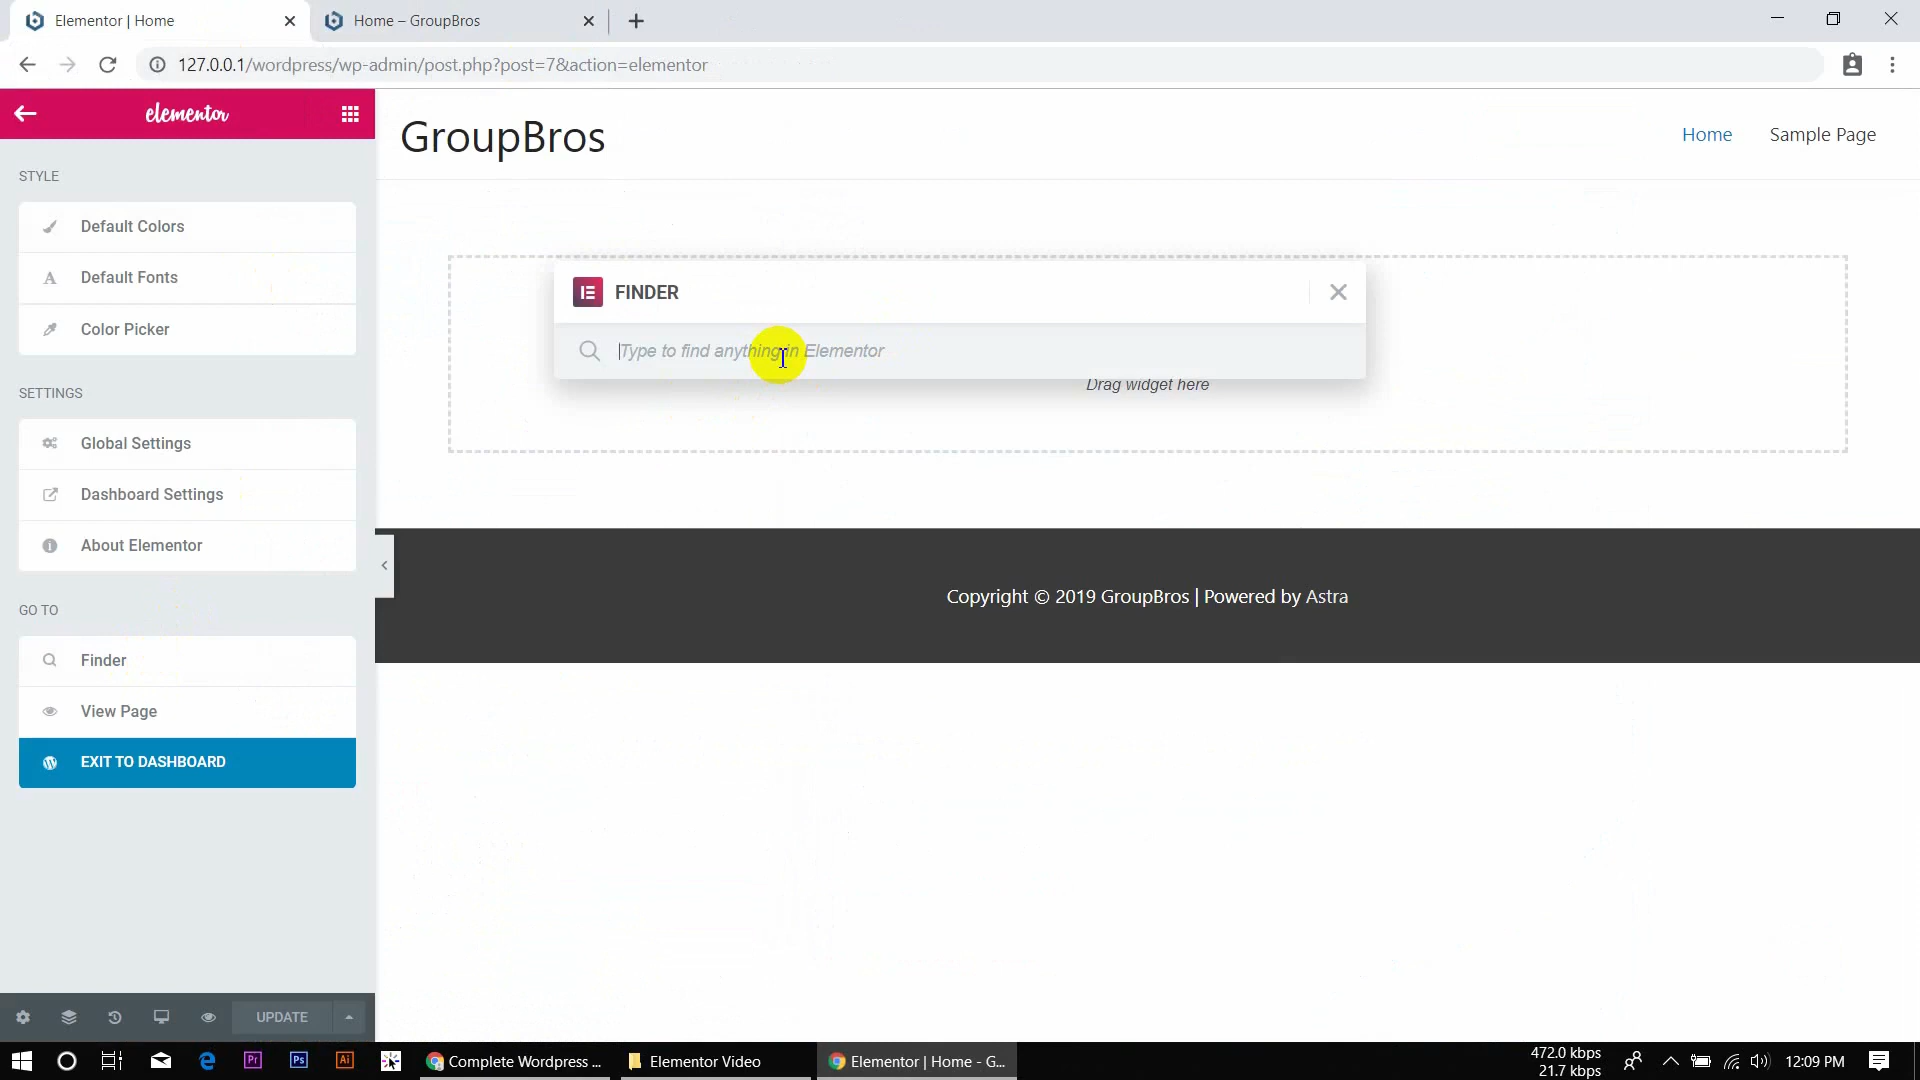 Elementor | Home
Home – GroupBros
127.0.0.1/wordpress/wp-admin/post.php?post=7&action=elementor
elementor
GroupBros
Home
Sample Page
STYLE
Default Colors
Default Fonts
Color Picker
SETTINGS
Global Settings
Dashboard Settings
About Elementor
GO TO
Finder
View Page
EXIT TO DASHBOARD
FINDER
Type to find anything in Elementor
Drag widget here
Copyright © 2019 GroupBros | Powered by Astra
UPDATE
Pr
Ps
Ai
Complete Wordpress ...
Elementor Video
Elementor | Home - G...
472.0 kbps
21.7 kbps
12:09 PM